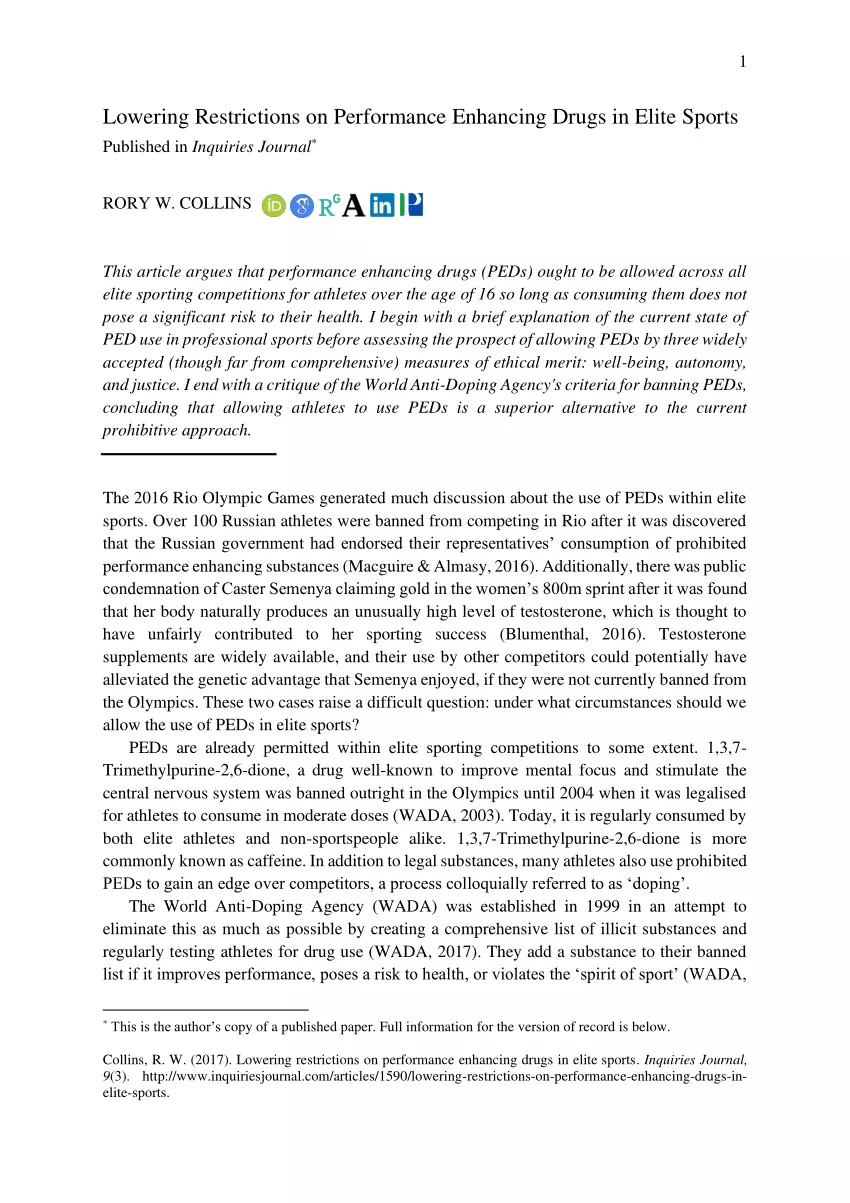 1
Lowering Restrictions on Performance Enhancing Drugs in Elite Sports
Published in Inquiries Journal*
RORY W. COLLINS iD g RG A in P
This article argues that performance enhancing drugs (PEDs) ought to be allowed across all
elite sporting competitions for athletes over the age of 16 so long as consuming them does not
pose a significant risk to their health. I begin with a brief explanation of the current state of
PED use in professional sports before assessing the prospect of allowing PEDs by three widely
accepted (though far from comprehensive) measures of ethical merit: well-being, autonomy,
and justice. I end with a critique of the World Anti-Doping Agency's criteria for banning PEDs,
concluding that allowing athletes to use PEDs is a superior alternative to the current
prohibitive approach.
The 2016 Rio Olympic Games generated much discussion about the use of PEDs within elite
sports. Over 100 Russian athletes were banned from competing in Rio after it was discovered
that the Russian government had endorsed their representatives’ consumption of prohibited
performance enhancing substances (Macguire & Almasy, 2016). Additionally, there was public
condemnation of Caster Semenya claiming gold in the women’s 800m sprint after it was found
that her body naturally produces an unusually high level of testosterone, which is thought to
have unfairly contributed to her sporting success (Blumenthal, 2016). Testosterone
supplements are widely available, and their use by other competitors could potentially have
alleviated the genetic advantage that Semenya enjoyed, if they were not currently banned from
the Olympics. These two cases raise a difficult question: under what circumstances should we
allow the use of PEDs in elite sports?
PEDs are already permitted within elite sporting competitions to some extent. 1,3,7-
Trimethylpurine-2,6-dione, a drug well-known to improve mental focus and stimulate the
central nervous system was banned outright in the Olympics until 2004 when it was legalised
for athletes to consume in moderate doses (WADA, 2003). Today, it is regularly consumed by
both elite athletes and non-sportspeople alike. 1,3,7-Trimethylpurine-2,6-dione is more
commonly known as caffeine. In addition to legal substances, many athletes also use prohibited
PEDs to gain an edge over competitors, a process colloquially referred to as ‘doping’.
The World Anti-Doping Agency (WADA) was established in 1999 in an attempt to
eliminate this as much as possible by creating a comprehensive list of illicit substances and
regularly testing athletes for drug use (WADA, 2017). They add a substance to their banned
list if it improves performance, poses a risk to health, or violates the ‘spirit of sport’ (WADA,
* This is the author’s copy of a published paper. Full information for the version of record is below.
Collins, R. W. (2017). Lowering restrictions on performance enhancing drugs in elite sports. Inquiries Journal,
9(3). http://www.inquiriesjournal.com/articles/1590/lowering-restrictions-on-performance-enhancing-drugs-in-
elite-sports.